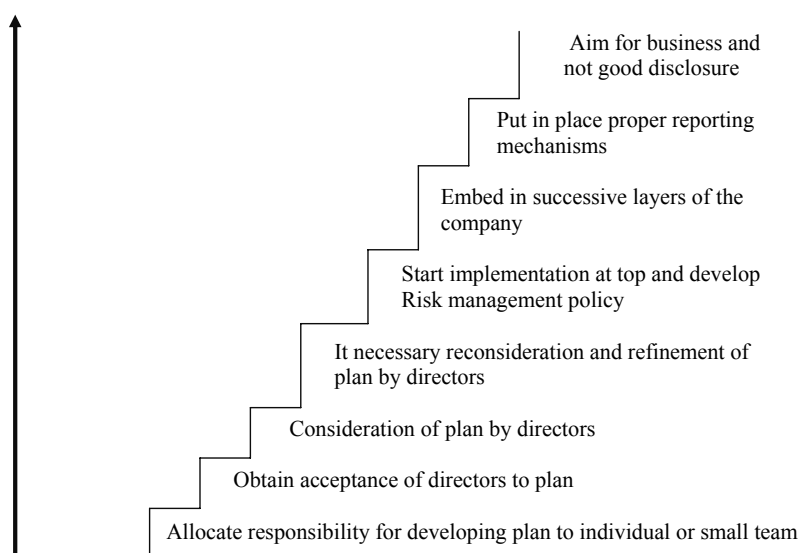 Aim for business and
not good disclosure
Put in place proper reporting
mechanisms
Embed in successive layers of the
company
Start implementation at top and develop
Risk management policy
It necessary reconsideration and refinement of
plan by directors
Consideration of plan by directors
Obtain acceptance of directors to plan
Allocate responsibility for developing plan to individual or small team